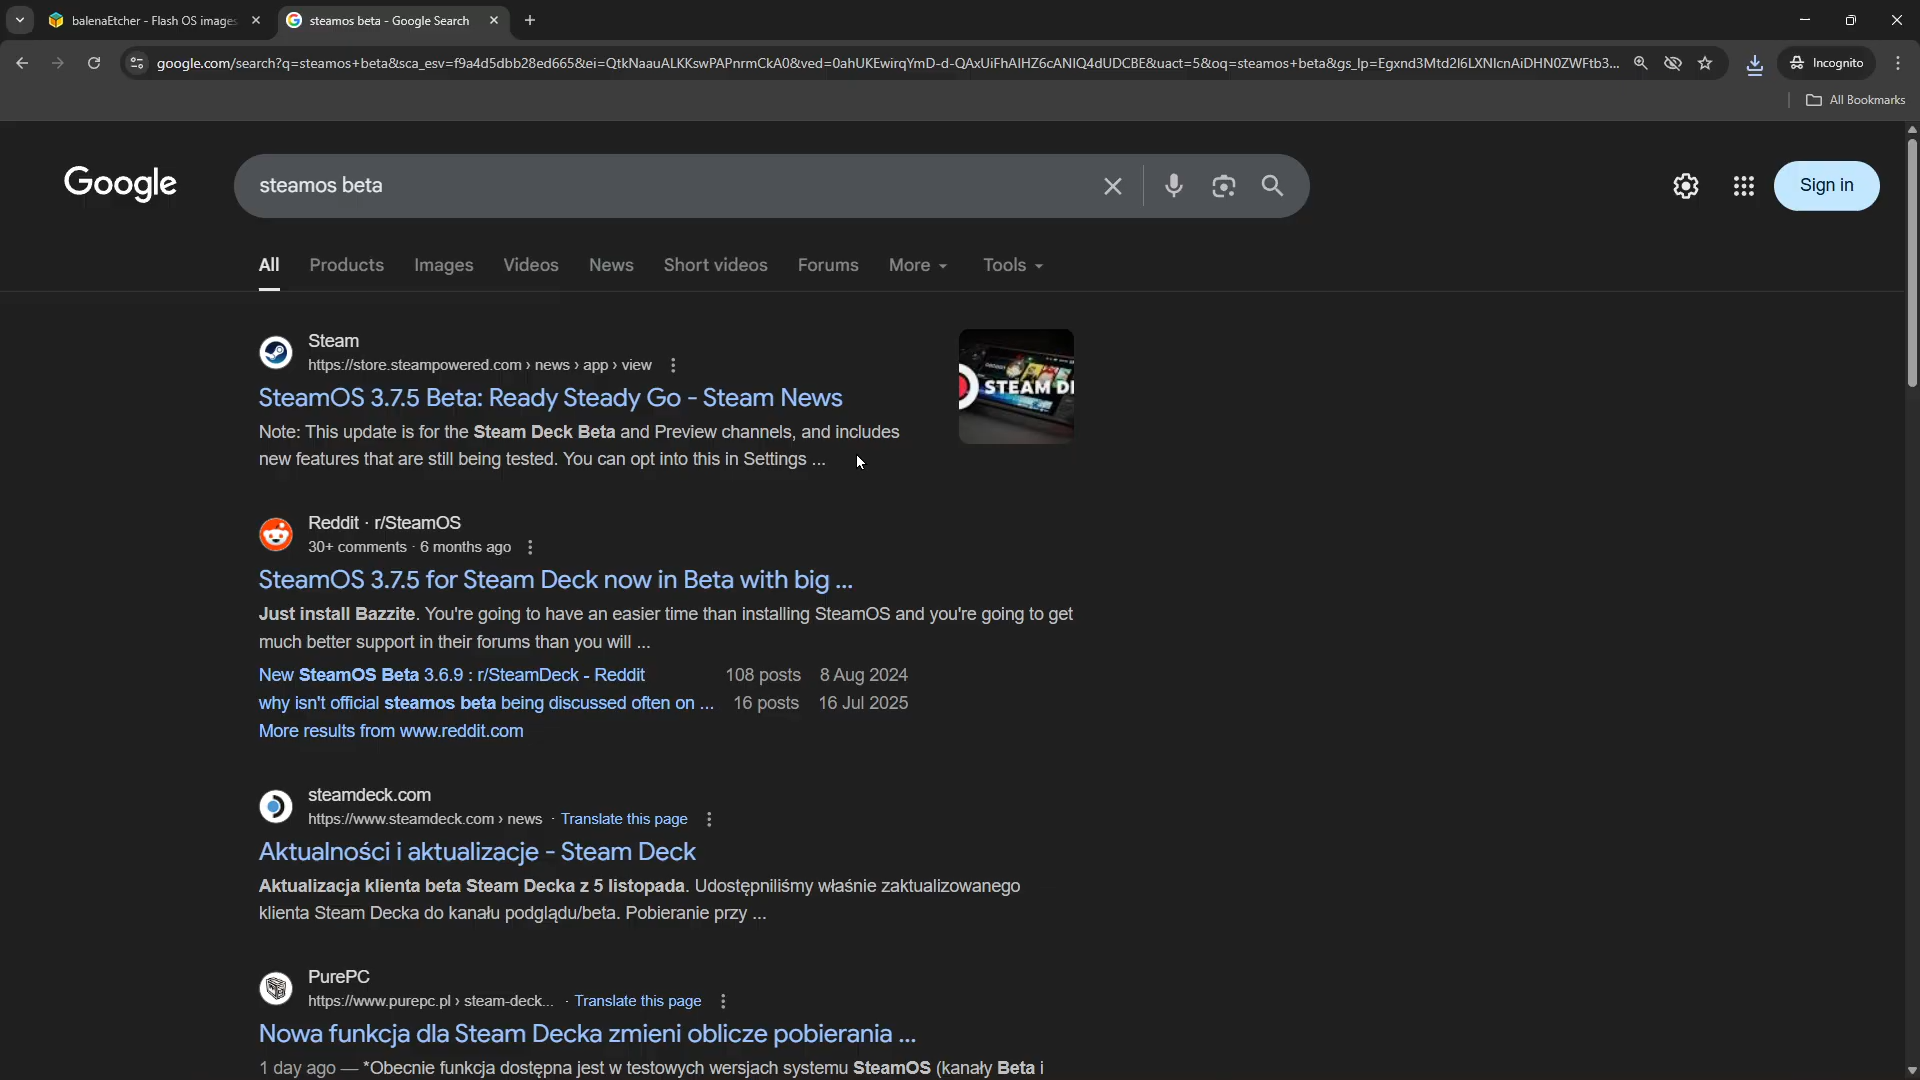 balenaEtcher - Flash OS images
steamos beta - Google Search
google.com/search?q=steamos+beta&sca_esv=f9a4d5dbb28ed665&ei=QtkNaauALKKswPAPnrmCkA0&ved=0ahUKEwirqYmD-d-QAxUiFhAIHZ6cANIQ4dUDCBE&uact=5&oq=steamos+beta&gs_lp=Egxnd3Mtd2l6LXNlcnAiDHN0ZWFtb3...
Incognito
All Bookmarks
Google
steamos beta
Sign in
All Products Images Videos News Short videos Forums More Tools
Steam
https://store.steampowered.com › news › app › view
SteamOS 3.7.5 Beta: Ready Steady Go - Steam News
Note: This update is for the Steam Deck Beta and Preview channels, and includes
new features that are still being tested. You can opt into this in Settings ...
STEAM DE
Reddit · r/SteamOS
30+ comments · 6 months ago
SteamOS 3.7.5 for Steam Deck now in Beta with big ...
Just install Bazzite. You're going to have an easier time than installing SteamOS and you're going to get
much better support in their forums than you will ...
New SteamOS Beta 3.6.9 : r/SteamDeck - Reddit 108 posts 8 Aug 2024
why isn't official steamos beta being discussed often on ... 16 posts 16 Jul 2025
More results from www.reddit.com
steamdeck.com
https://www.steamdeck.com › news · Translate this page
Aktualności i aktualizacje - Steam Deck
Aktualizacja klienta beta Steam Decka z 5 listopada. Udostępniliśmy właśnie zaktualizowanego
klienta Steam Decka do kanału podglądu/beta. Pobieranie przy ...
PurePC
https://www.purepc.pl › steam-deck... · Translate this page
Nowa funkcja dla Steam Decka zmieni oblicze pobierania ...
1 day ago — *Obecnie funkcja dostępna jest w testowych wersjach systemu SteamOS (kanały Beta i